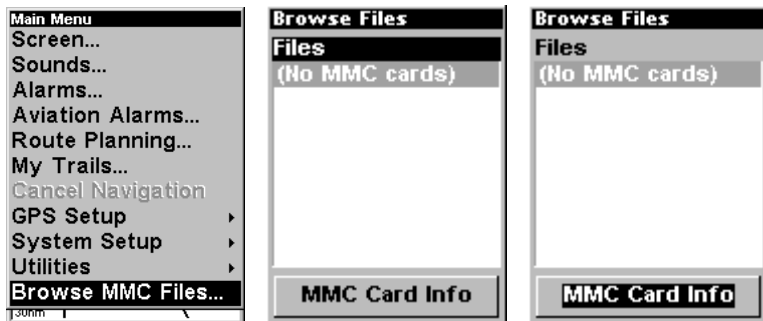 Main Menu
Screen...
Sounds...
Alarms...
Aviation Alarms...
Route Planning...
My Trails...
Cancel Navigation
GPS Setup
System Setup
Utilities
Browse MMC Files...
30nm
Browse Files
Files
(No MMC cards)
MMC Card Info
Browse Files
Files
(No MMC cards)
MMC Card Info